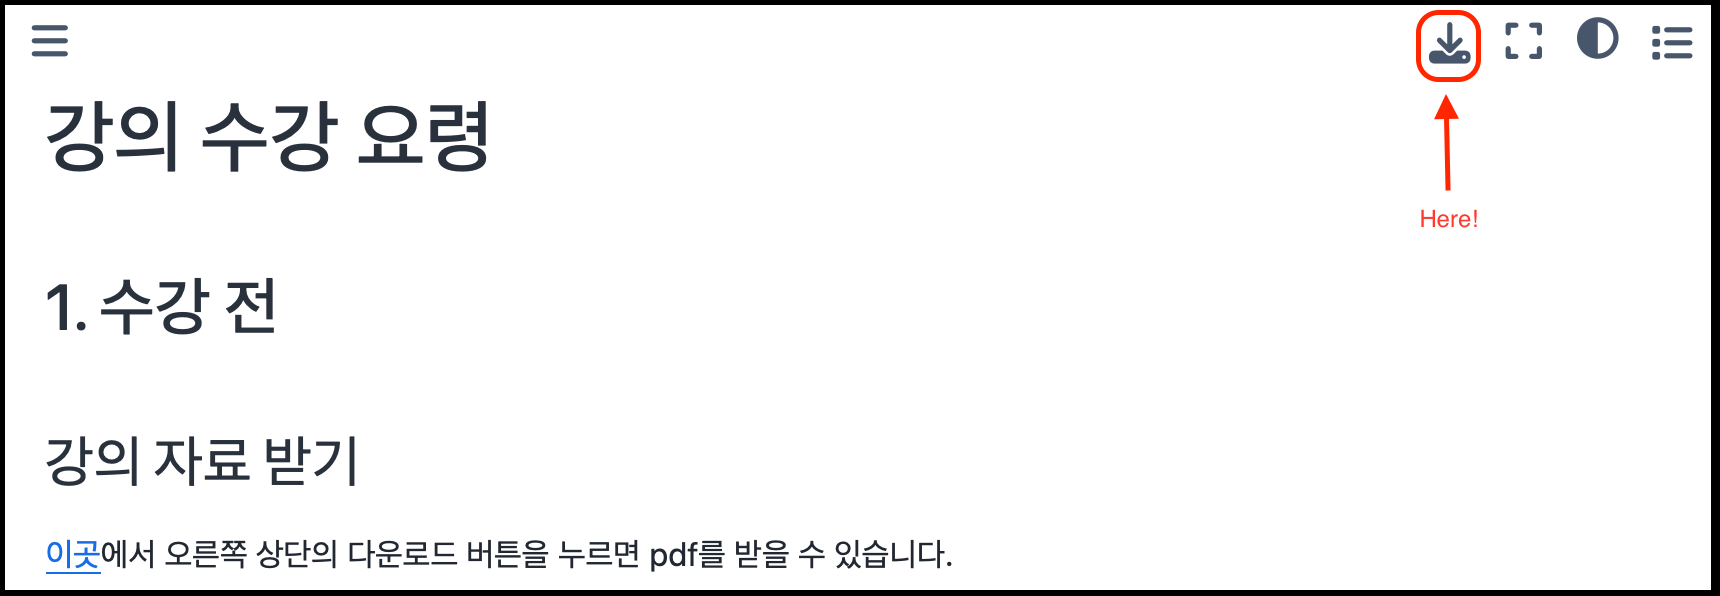 강의 수강 요령
Here!
1. 수강 전
강의 자료 받기
이곳에서 오른쪽 상단의 다운로드 버튼을 누르면 pdf를 받을 수 있습니다.